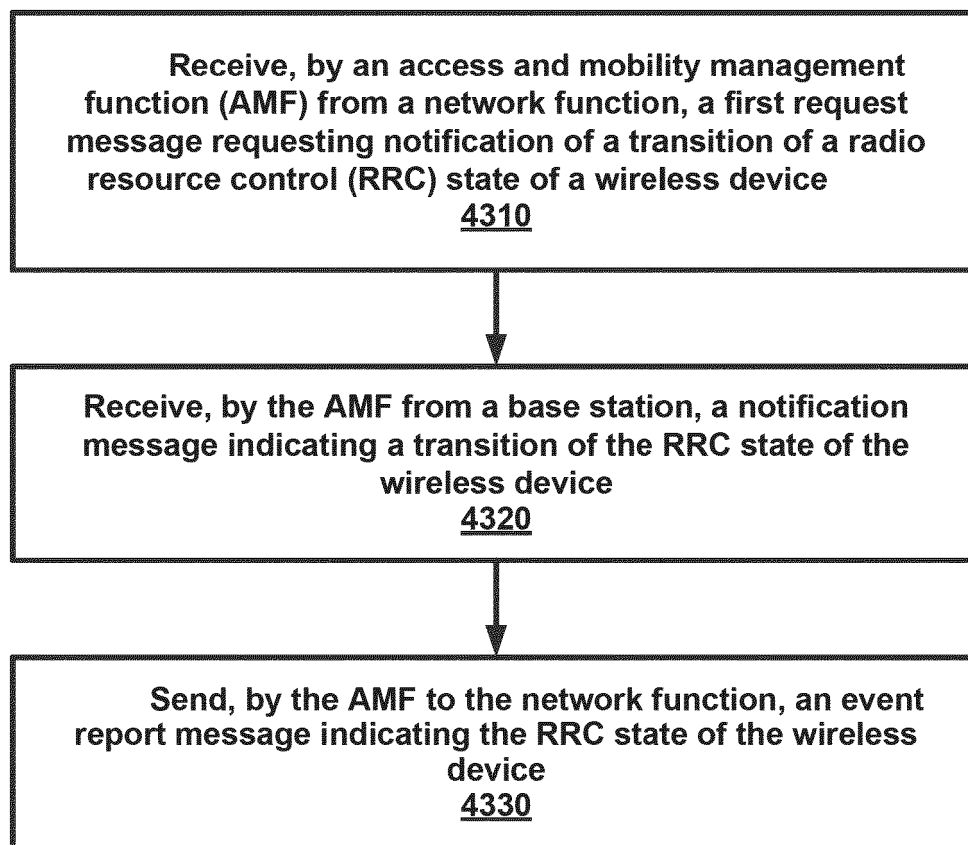 Receive, by an access and mobility management
function (AMF) from a network function, a first request
message requesting notification of a transition of a radio
resource control (RRC) state of a wireless device
4310
Receive, by the AMF from a base station, a notification
message indicating a transition of the RRC state of the
wireless device
4320
Send, by the AMF to the network function, an event
report message indicating the RRC state of the wireless
device
4330